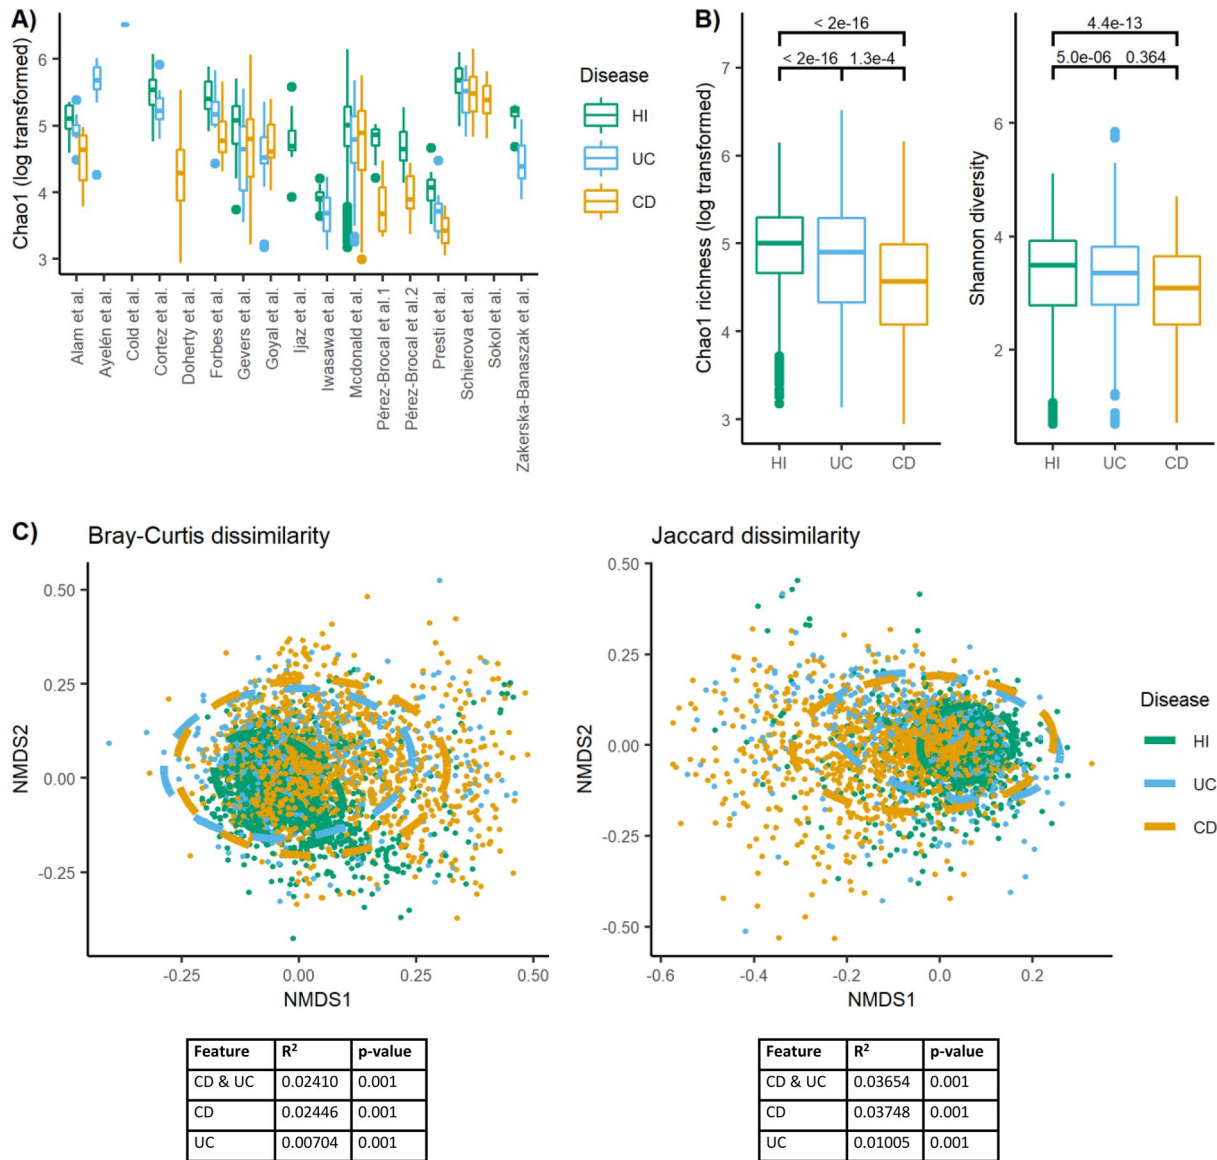 A)
Chao1 (log transformed)
6
5
4
3
Alam et al.
Ayelén et al.
Cold et al.
Cortez et al.
Doherty et al.
Forbes et al.
Gevers et al.
Goyal et al.
Ijaz et al.
Iwasawa et al.
Mcdonald et al.
Pérez-Brocal et al.1
Pérez-Brocal et al.2
Presti et al.
Schierova et al.
Sokol et al.
Zakerska-Banaszak et al.
Disease
HI
UC
CD
B)
Chao1 richness (log transformed)
7
6
5
4
3
< 2e-16
< 2e-16 1.3e-4
HI UC CD
Shannon diversity
6
4
2
4.4e-13
5.0e-06 0.364
HI UC CD
C)
Bray-Curtis dissimilarity
NMDS2
0.50
0.25
0.00
-0.25
-0.25 0.00 0.25 0.50
NMDS1
Jaccard dissimilarity
NMDS2
0.50
0.25
0.00
-0.25
-0.50
-0.6 -0.4 -0.2 0.0 0.2
NMDS1
Disease
HI
UC
CD
Feature R² p-value
CD & UC 0.02410 0.001
CD 0.02446 0.001
UC 0.00704 0.001
Feature R² p-value
CD & UC 0.03654 0.001
CD 0.03748 0.001
UC 0.01005 0.001